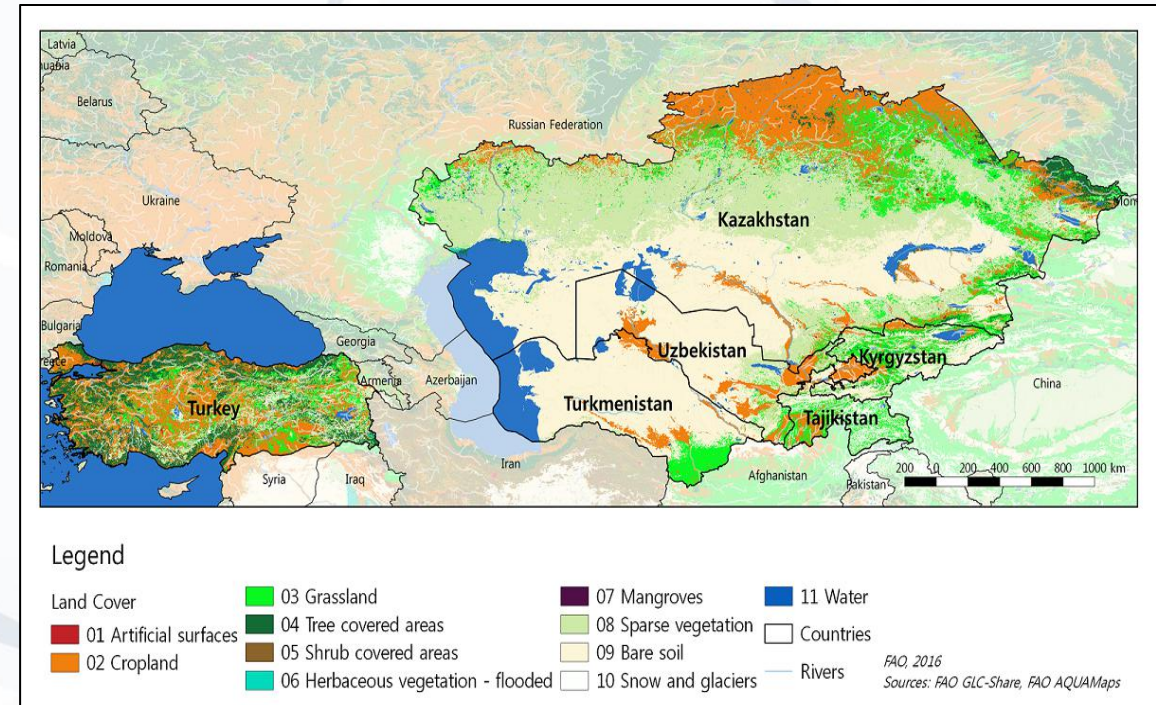 Latvia
uania
Belarus
Russian Federation
Ukraine
Kazakhstan
Mon
Moldova
Romani
Bulgaria
Georgia
Uzbekistan
Kyrgyzstan
eece
Armenia
Azerbaijan
China
Turkey
Turkmenistan
Tajikistan
Iran
Syria
Iraq
Afghanistan
Pakistan
200 0 200 400 600 800 1000 km
Legend
Land Cover
01 Artificial surfaces
02 Cropland
03 Grassland
04 Tree covered areas
05 Shrub covered areas
06 Herbaceous vegetation - flooded
07 Mangroves
08 Sparse vegetation
09 Bare soil
10 Snow and glaciers
11 Water
Countries
Rivers
FAO, 2016
Sources: FAO GLC-Share, FAO AQUAMaps